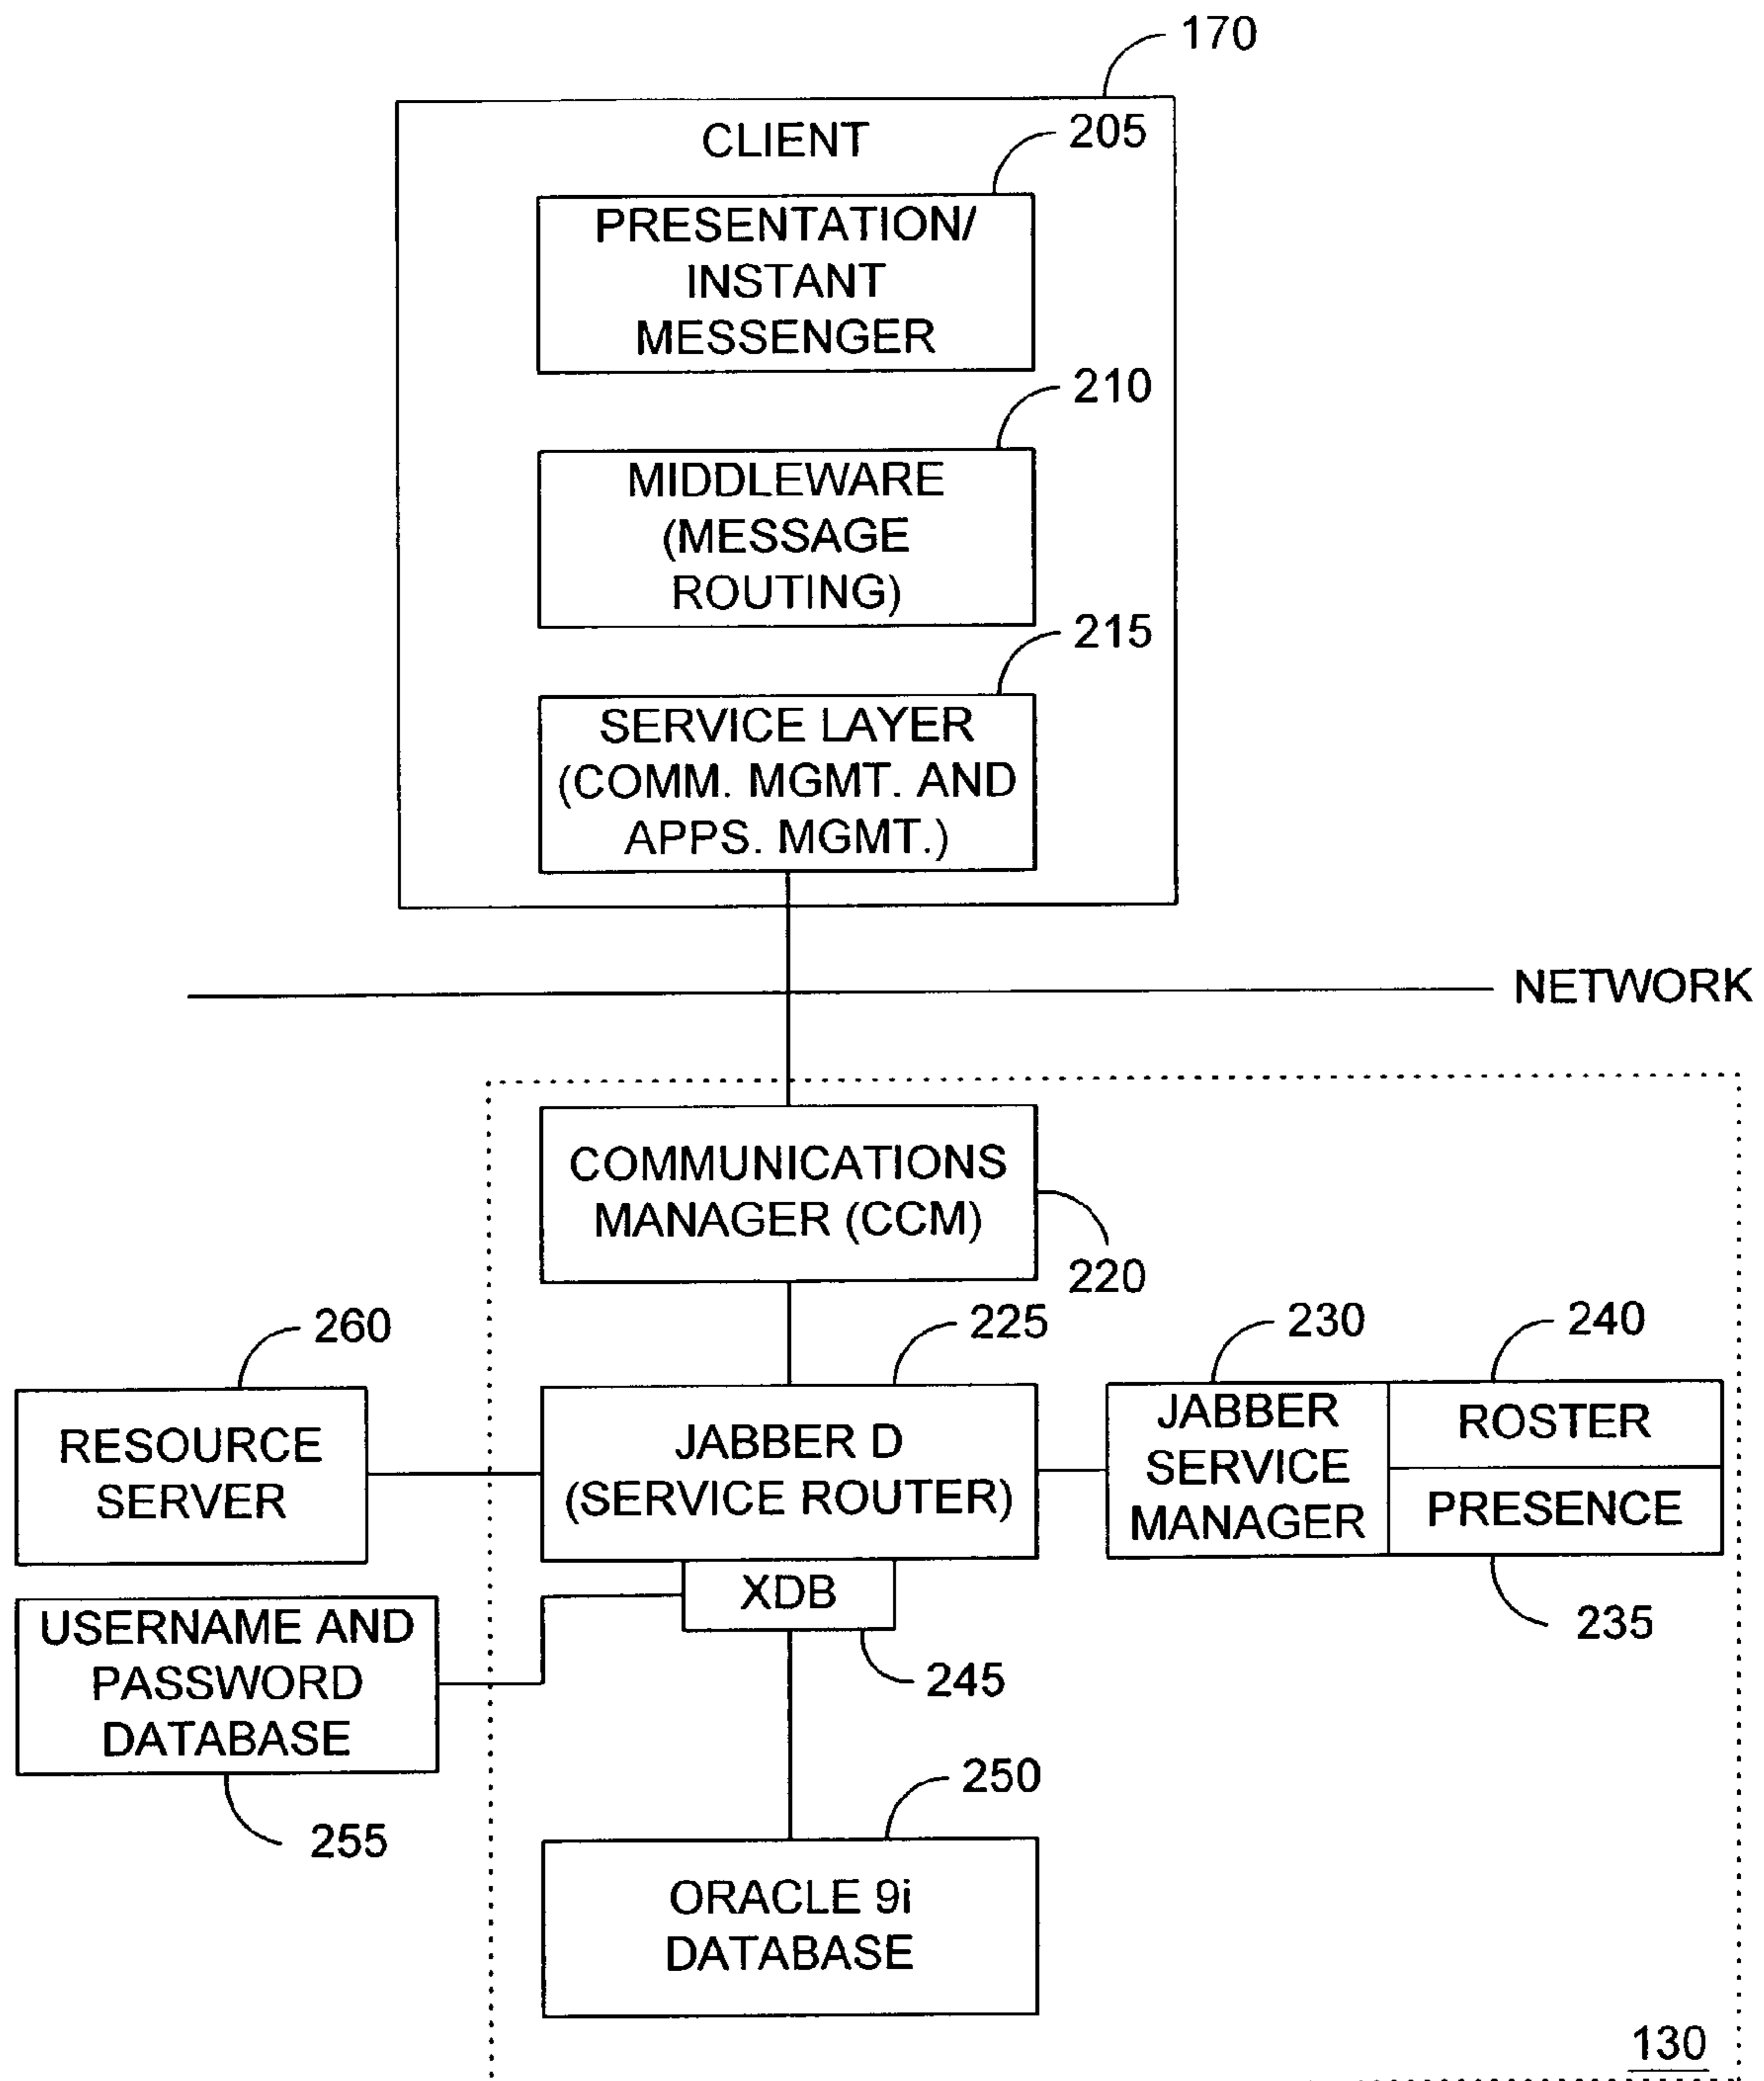 170
CLIENT
205
PRESENTATION/
INSTANT
MESSENGER
210
MIDDLEWARE
(MESSAGE
ROUTING)
215
SERVICE LAYER
(COMM. MGMT. AND
APPS. MGMT.)
NETWORK
COMMUNICATIONS
MANAGER (CCM)
220
260
225
230
240
RESOURCE
SERVER
JABBER D
(SERVICE ROUTER)
JABBER
SERVICE
MANAGER
ROSTER
PRESENCE
XDB
235
USERNAME AND
PASSWORD
DATABASE
245
255
250
ORACLE 9i
DATABASE
130